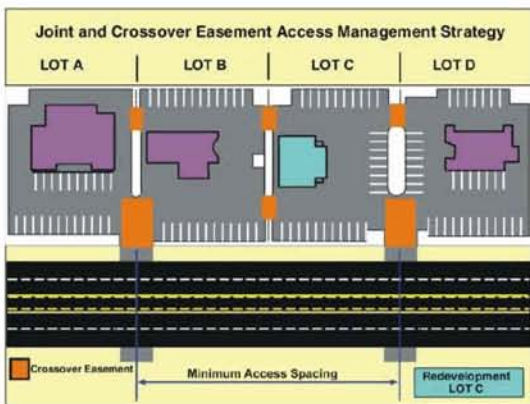 Joint and Crossover Easement Access Management Strategy
LOT A LOT B LOT C LOT D
Crossover Easement
Minimum Access Spacing
Redevelopment
LOT C